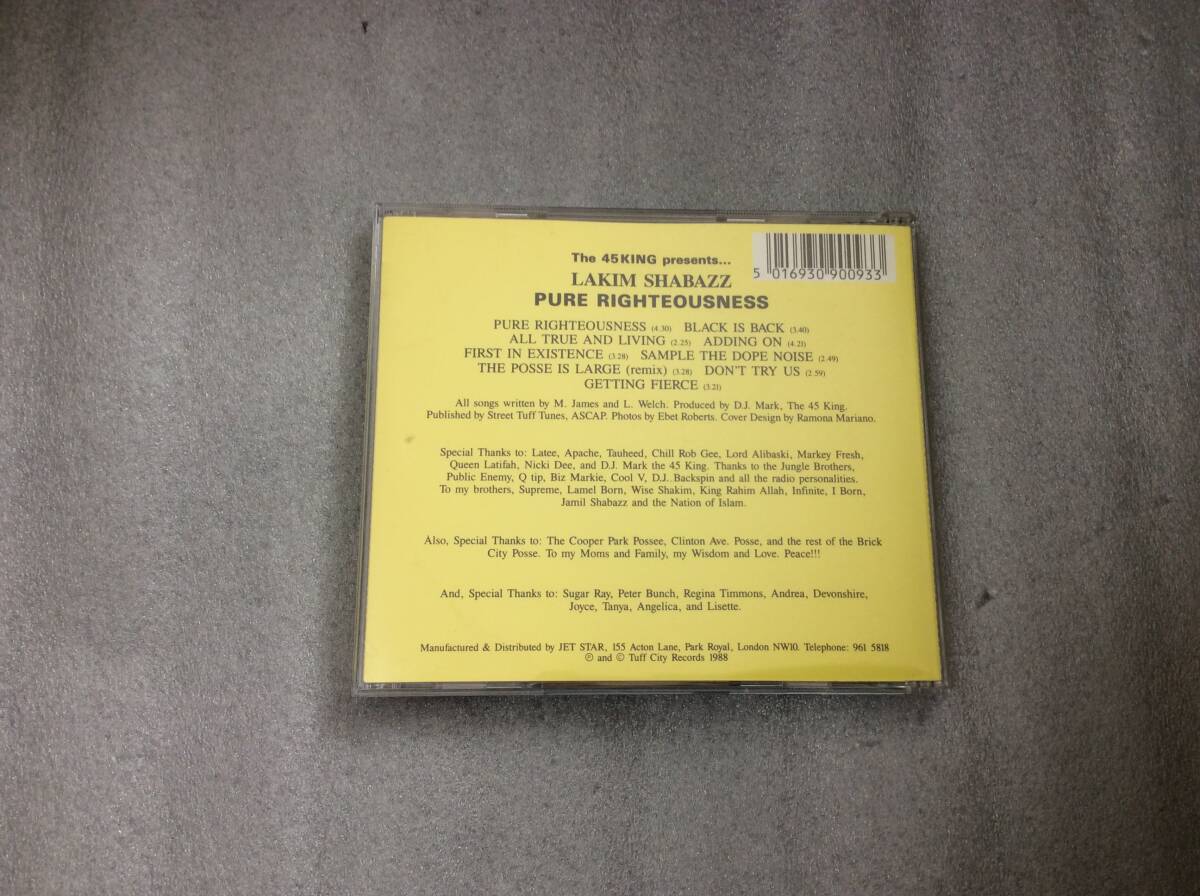 The 45KING presents...
LAKIM SHABAZZ
PURE RIGHTEOUSNESS
5 016930 900933
PURE RIGHTEOUSNESS (4.30) BLACK IS BACK (3.40)
ALL TRUE AND LIVING (2.25) ADDING ON (4.21)
FIRST IN EXISTENCE (3.28) SAMPLE THE DOPE NOISE (2.49)
THE POSSE IS LARGE (remix) (3.28) DON'T TRY US (2.59)
GETTING FIERCE (3.21)
All songs written by M. James and L. Welch. Produced by D.J. Mark, The 45 King.
Published by Street Tuff Tunes, ASCAP. Photos by Ebet Roberts. Cover Design by Ramona Mariano.
Special Thanks to: Latee, Apache, Tauheed, Chill Rob Gee, Lord Alibaski, Markey Fresh,
Queen Latifah, Nicki Dee, and D.J. Mark the 45 King. Thanks to the Jungle Brothers,
Public Enemy, Q tip, Biz Markie, Cool V, D.J. Backspin and all the radio personalities.
To my brothers, Supreme, Lamel Born, Wise Shakim, King Rahim Allah, Infinite, I Born,
Jamil Shabazz and the Nation of Islam.
Also, Special Thanks to: The Cooper Park Possee, Clinton Ave. Posse, and the rest of the Brick
City Posse. To my Moms and Family, my Wisdom and Love. Peace!!!
And, Special Thanks to: Sugar Ray, Peter Bunch, Regina Timmons, Andrea, Devonshire,
Joyce, Tanya, Angelica, and Lisette.
Manufactured & Distributed by JET STAR, 155 Acton Lane, Park Royal, London NW10. Telephone: 961 5818
℗ and © Tuff City Records 1988